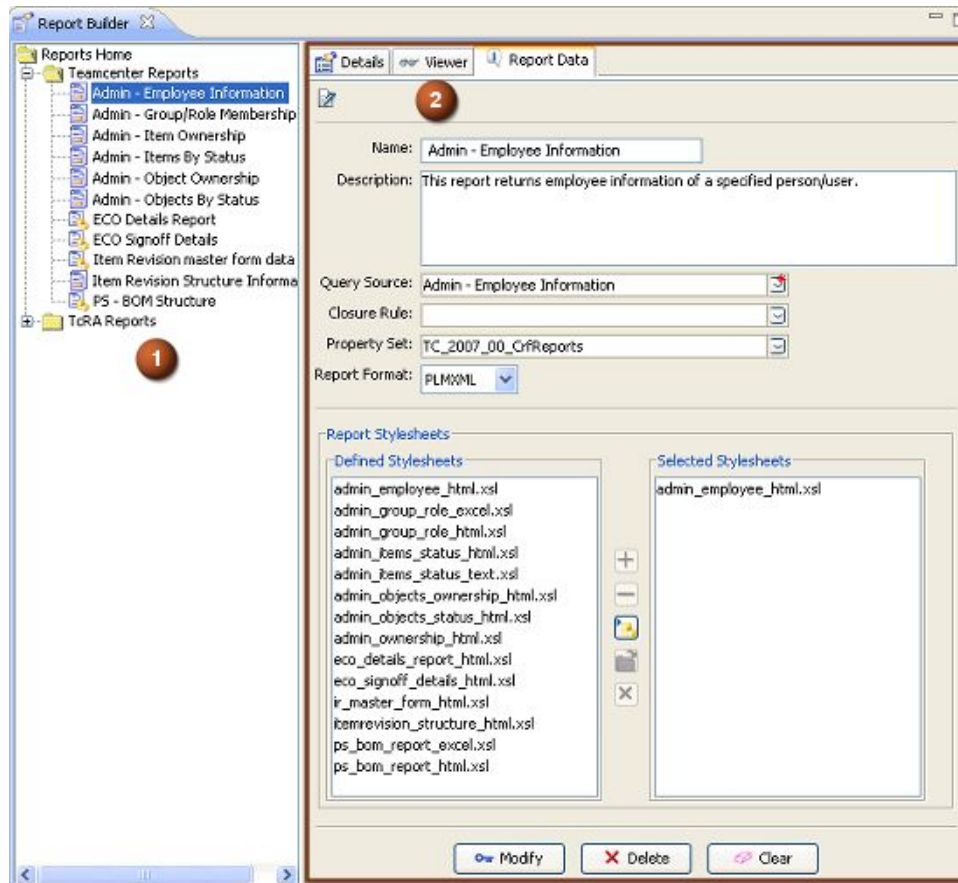 Report Builder
Reports Home
Teamcenter Reports
Admin - Employee Information
Admin - Group/Role Membership
Admin - Item Ownership
Admin - Items By Status
Admin - Object Ownership
Admin - Objects By Status
ECO Details Report
ECO Signoff Details
Item Revision master form data
Item Revision Structure Informa
PS - BOM Structure
TcRA Reports
1
Details Viewer Report Data
2
Name: Admin - Employee Information
Description: This report returns employee information of a specified person/user.
Query Source: Admin - Employee Information
Closure Rule:
Property Set: TC_2007_00_CrfReports
Report Format: PLMXML
Report Stylesheets
Defined Stylesheets
admin_employee_html.xsl
admin_group_role_excel.xsl
admin_group_role_html.xsl
admin_items_status_html.xsl
admin_items_status_text.xsl
admin_objects_ownership_html.xsl
admin_objects_status_html.xsl
admin_ownership_html.xsl
eco_details_report_html.xsl
eco_signoff_details_html.xsl
ir_master_form_html.xsl
itemrevision_structure_html.xsl
ps_bom_report_excel.xsl
ps_bom_report_html.xsl
Selected Stylesheets
admin_employee_html.xsl
Modify Delete Clear